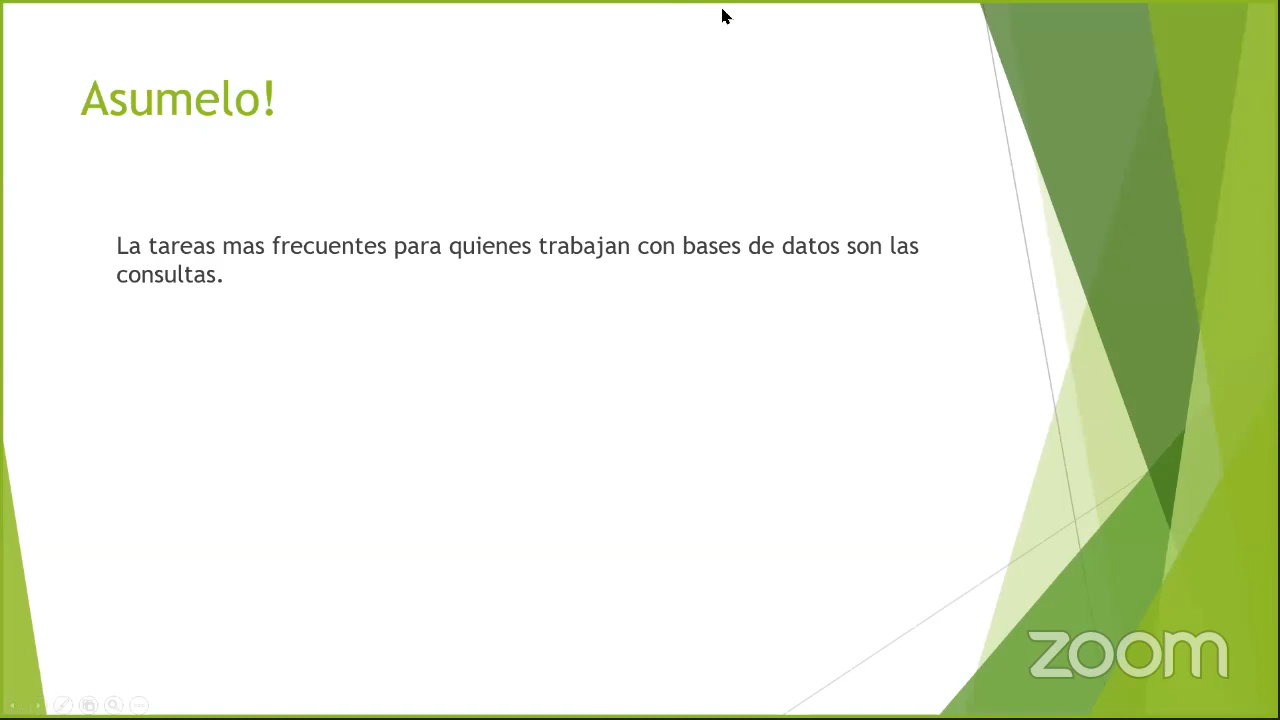 Asumelo!
La tareas mas frecuentes para quienes trabajan con bases de datos son las
consultas.
zoom